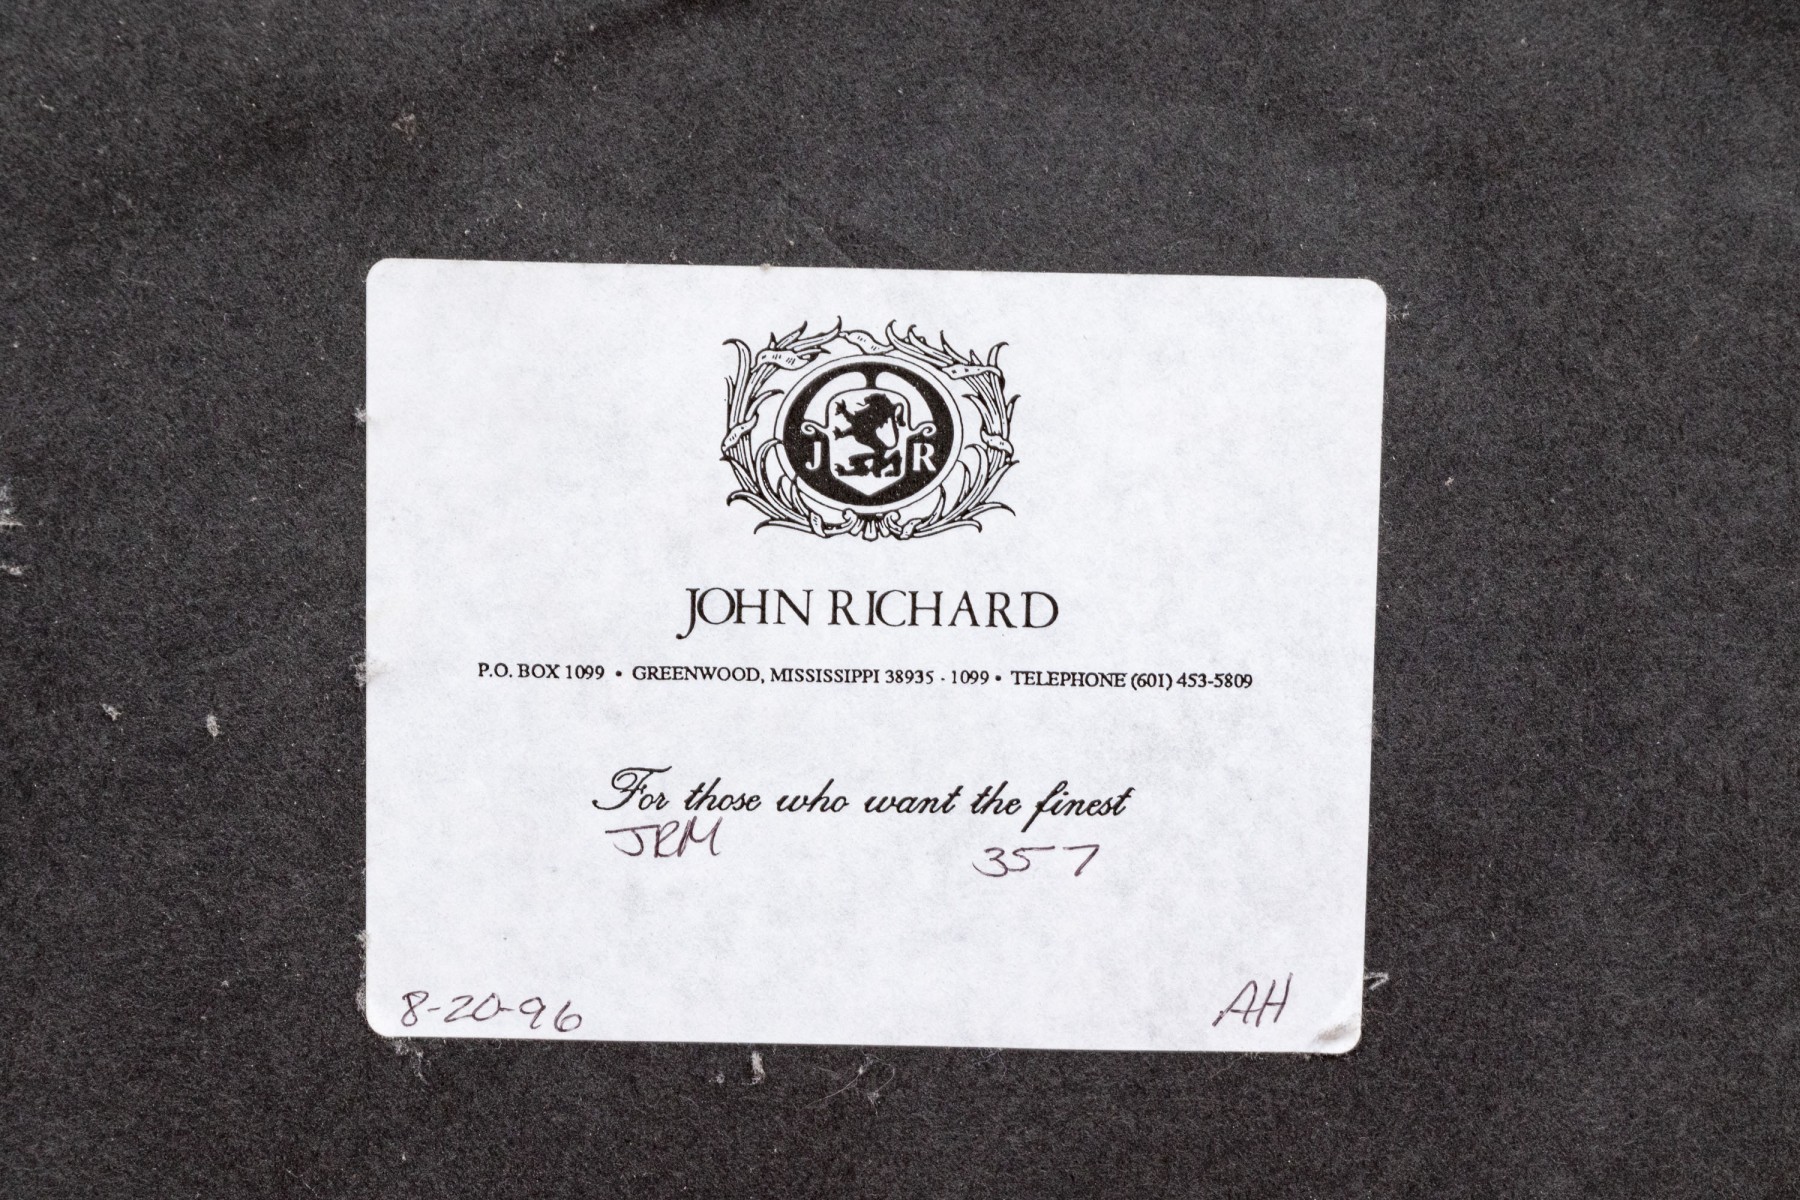 J R
JOHN RICHARD
P.O. BOX 1099 • GREENWOOD, MISSISSIPPI 38935 - 1099 • TELEPHONE (601) 453-5809
For those who want the finest
JRM 357
8-20-96 AH